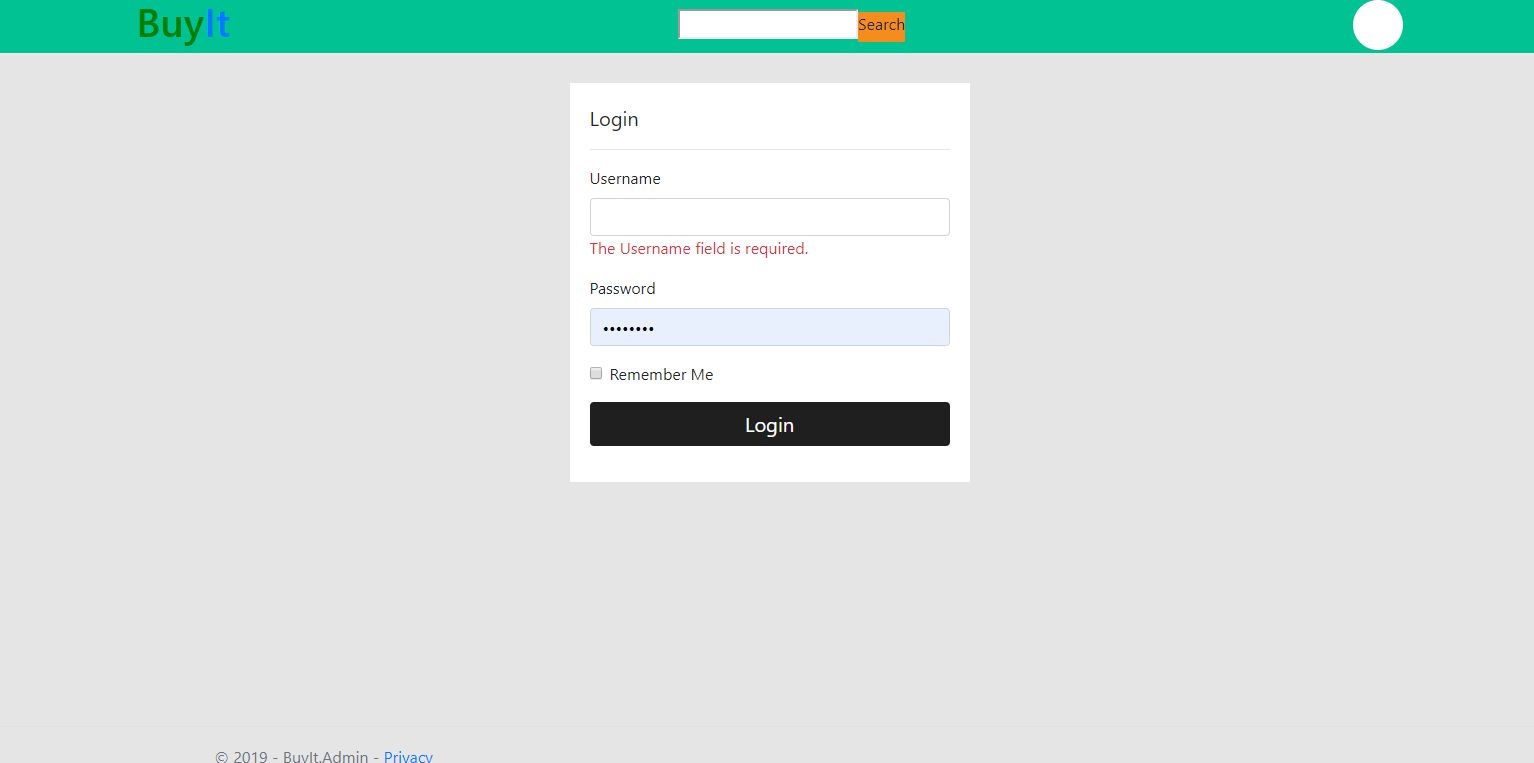 BuyIt
Search
Login
Username
The Username field is required.
Password
Remember Me
Login
© 2019 - BuyIt.Admin - Privacy